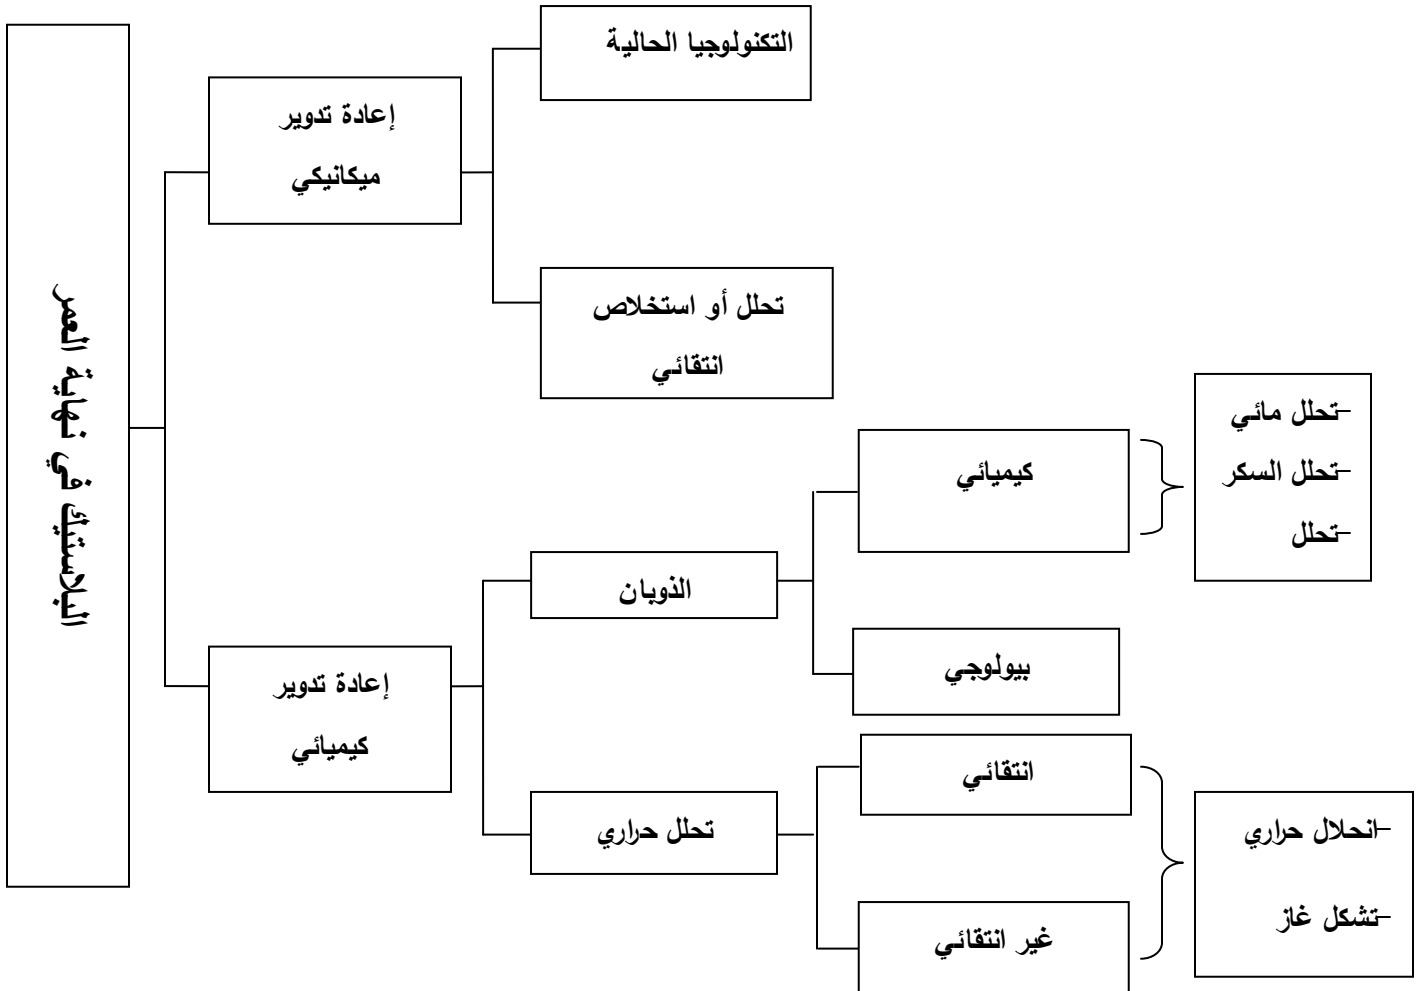 البلاستيك في نهاية العمر
إعادة تدوير
ميكانيكي
التكنولوجيا الحالية
تحلل أو استخلاص
انتقائي
إعادة تدوير
كيميائي
الذوبان
كيميائي
-تحلل مائي
-تحلل السكر
-تحلل
بيولوجي
تحلل حراري
انتقائي
غير انتقائي
-انحلال حراري
-تشكل غاز